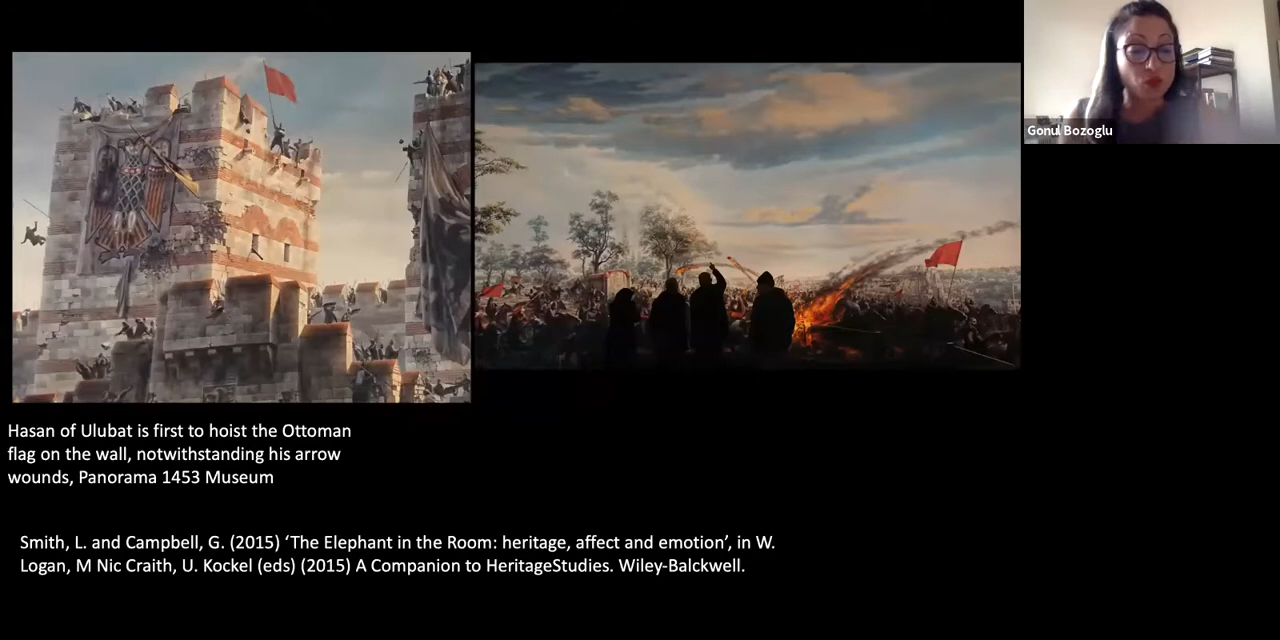 Gonul Bozoglu
Hasan of Ulubat is first to hoist the Ottoman
flag on the wall, notwithstanding his arrow
wounds, Panorama 1453 Museum
Smith, L. and Campbell, G. (2015) ‘The Elephant in the Room: heritage, affect and emotion’, in W.
Logan, M Nic Craith, U. Kockel (eds) (2015) A Companion to HeritageStudies. Wiley-Balckwell.